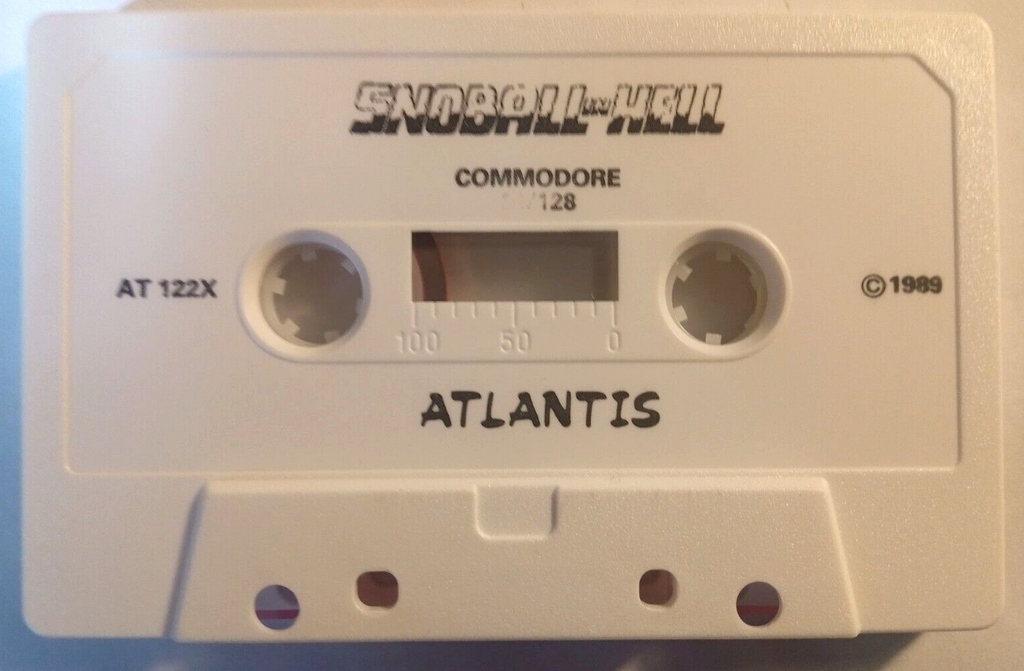 SNOBALL IN HELL
COMMODORE
/128
AT 122X
©1989
100 50 0
ATLANTIS